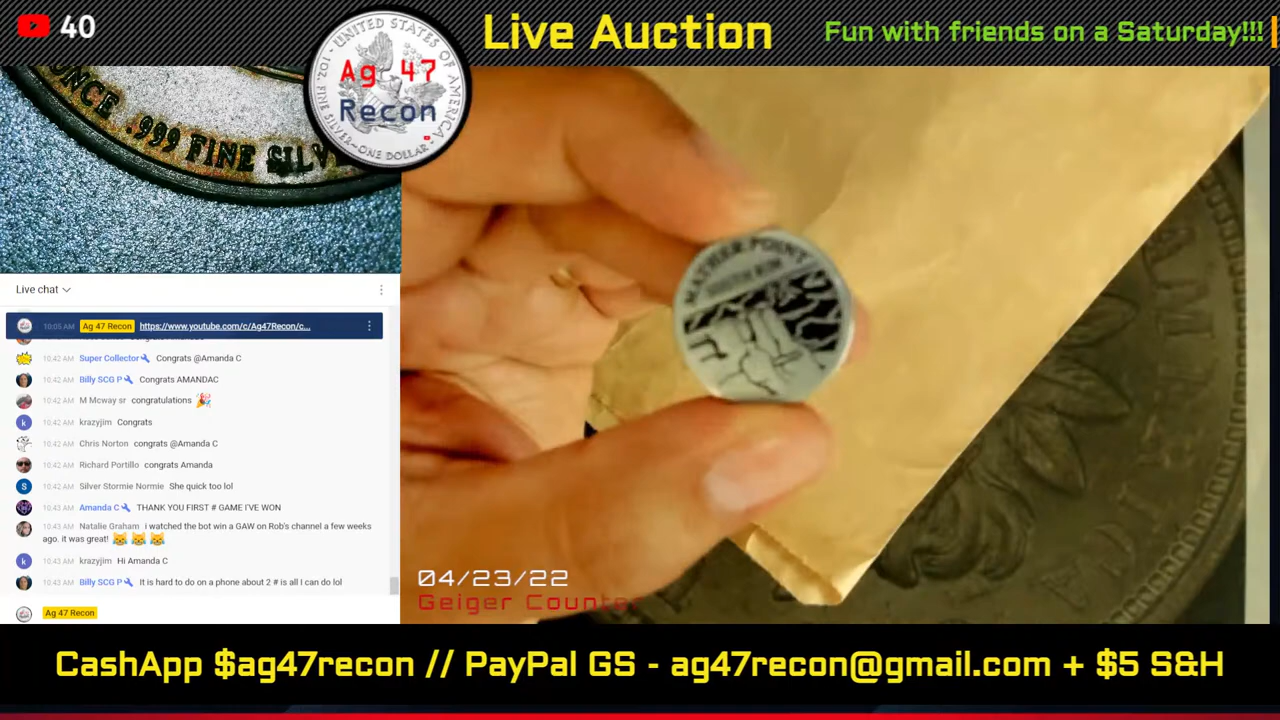 40
Live Auction
Fun with friends on a Saturday!!!
UNITED STATES OF AMERICA
1 OZ. FINE SILVER~ONE DOLLAR
Ag 47
Recon
OUNCE .999 FINE SILV
MATHER POINT
Live chat
10:05 AM Ag 47 Recon https://www.youtube.com/c/Ag47Recon/c...
10:42 AM Super Collector Congrats @Amanda C
10:42 AM Billy SCG P Congrats AMANDAC
10:42 AM M Mcway sr congratulations 🎉
10:42 AM krazyjim Congrats
10:42 AM Chris Norton congrats @Amanda C
10:42 AM Richard Portillo congrats Amanda
10:42 AM Silver Stormie Normie She quick too lol
10:43 AM Amanda C THANK YOU FIRST # GAME I'VE WON
10:43 AM Natalie Graham i watched the bot win a GAW on Rob's channel a few weeks
ago. it was great! 😹 😹 😹
10:43 AM krazyjim Hi Amanda C
10:43 AM Billy SCG P It is hard to do on a phone about 2 # is all I can do lol
Ag 47 Recon
04/23/22
Geiger Counter
CashApp $ag47recon // PayPal GS - ag47recon@gmail.com + $5 S&H